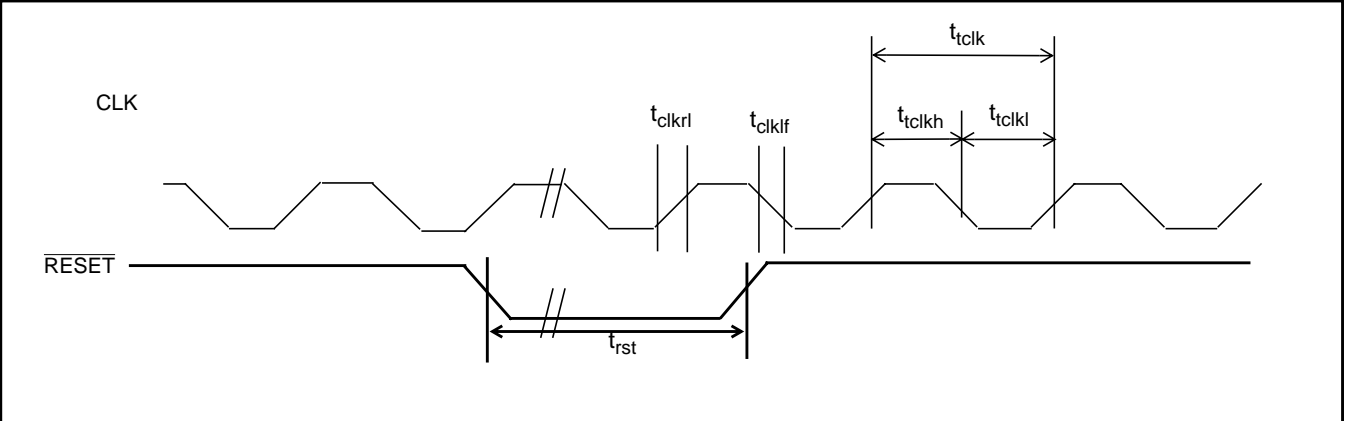 t_tclk
CLK
t_clkrl
t_clklf
t_tclkh
t_tclkl
RESET
t_rst